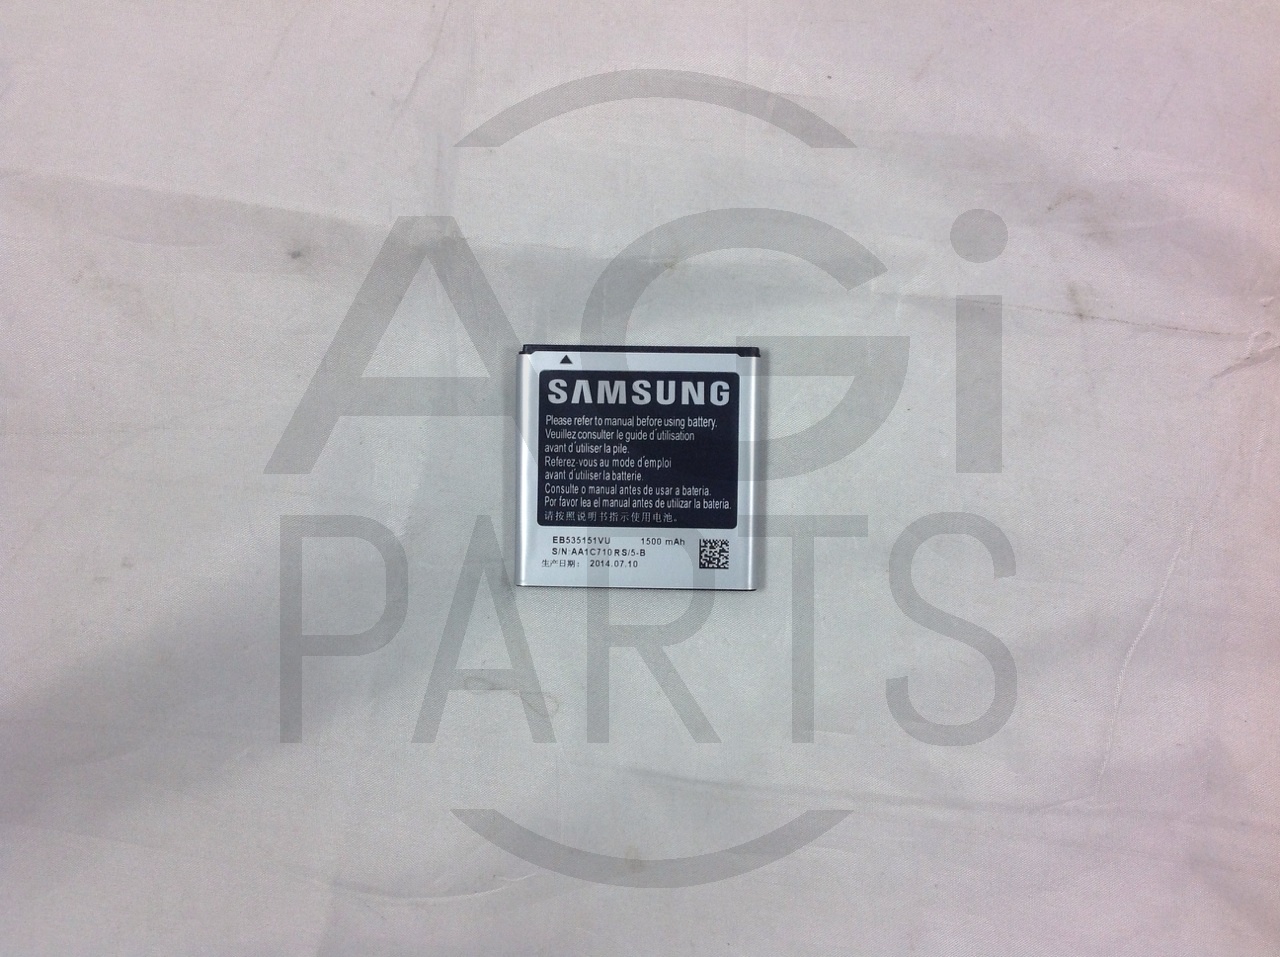 AGi
PARTS
SAMSUNG
Please refer to manual before using battery.
Veuillez consulter le guide d'utilisation
avant d'utiliser la pile.
Referez-vous au mode d'emploi
avant d'utiliser la batterie.
Consulte o manual antes de usar a bateria.
Por favor lea el manual antes de utilizar la bateria.
请按照说明书指示使用电池。
EB535151VU 1500 mAh
S/N:AA1C710RS/5-B
生产日期: 2014.07.10